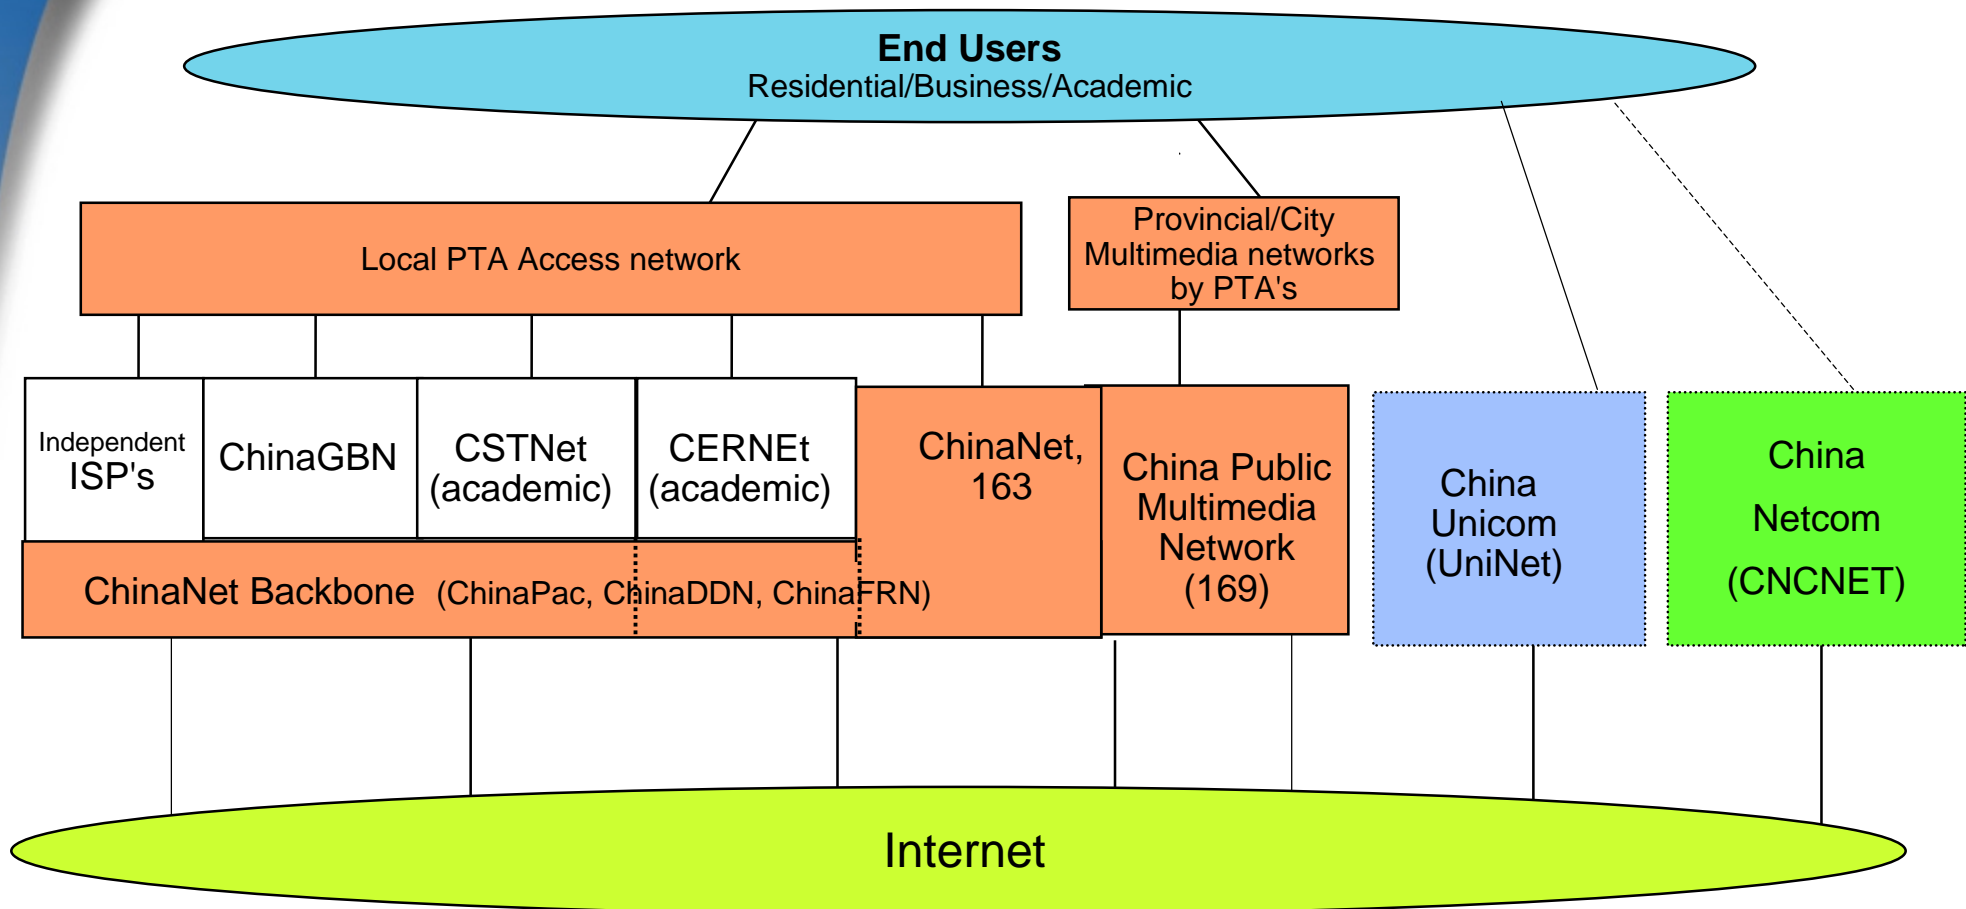 End Users
Residential/Business/Academic
Local PTA Access network
Provincial/City
Multimedia networks
by PTA's
Independent
ISP's
ChinaGBN
CSTNet
(academic)
CERNEt
(academic)
ChinaNet,
163
China Public
Multimedia
Network
(169)
China
Unicom
(UniNet)
China
Netcom
(CNCNET)
ChinaNet Backbone (ChinaPac, ChinaDDN, ChinaFRN)
Internet